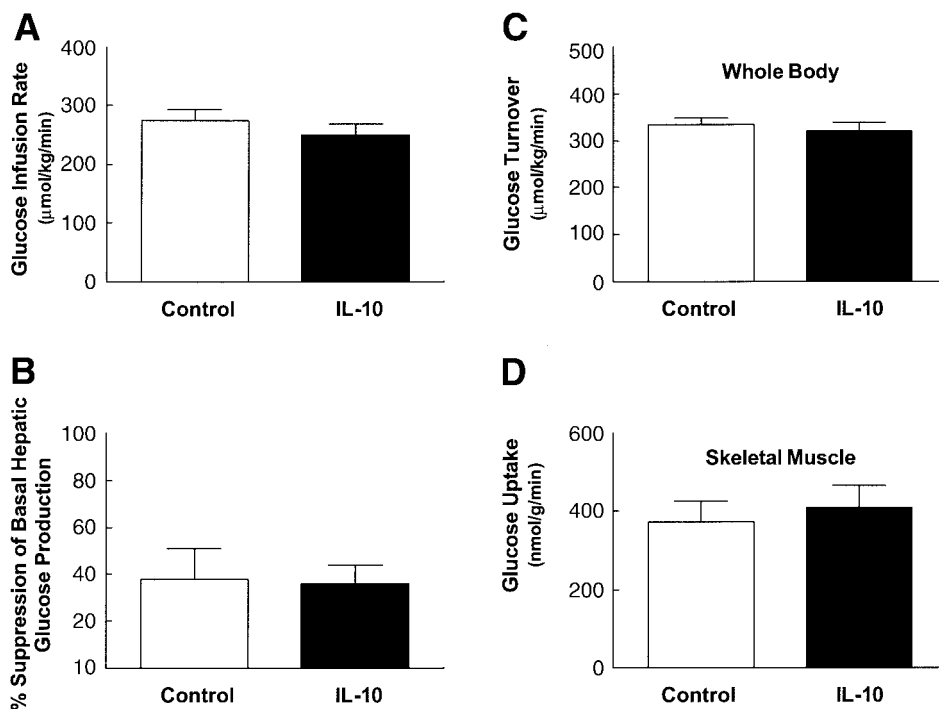 A
Glucose Infusion Rate
(μmol/kg/min)
400
300
200
100
0
Control
IL-10
C
Glucose Turnover
(μmol/kg/min)
500
400
300
300
100
0
Whole Body
Control
IL-10
B
% Suppression of Basal Hepatic
Glucose Production
100
80
60
40
20
10
Control
IL-10
D
Glucose Uptake
(nmol/g/min)
600
400
200
0
Skeletal Muscle
Control
IL-10